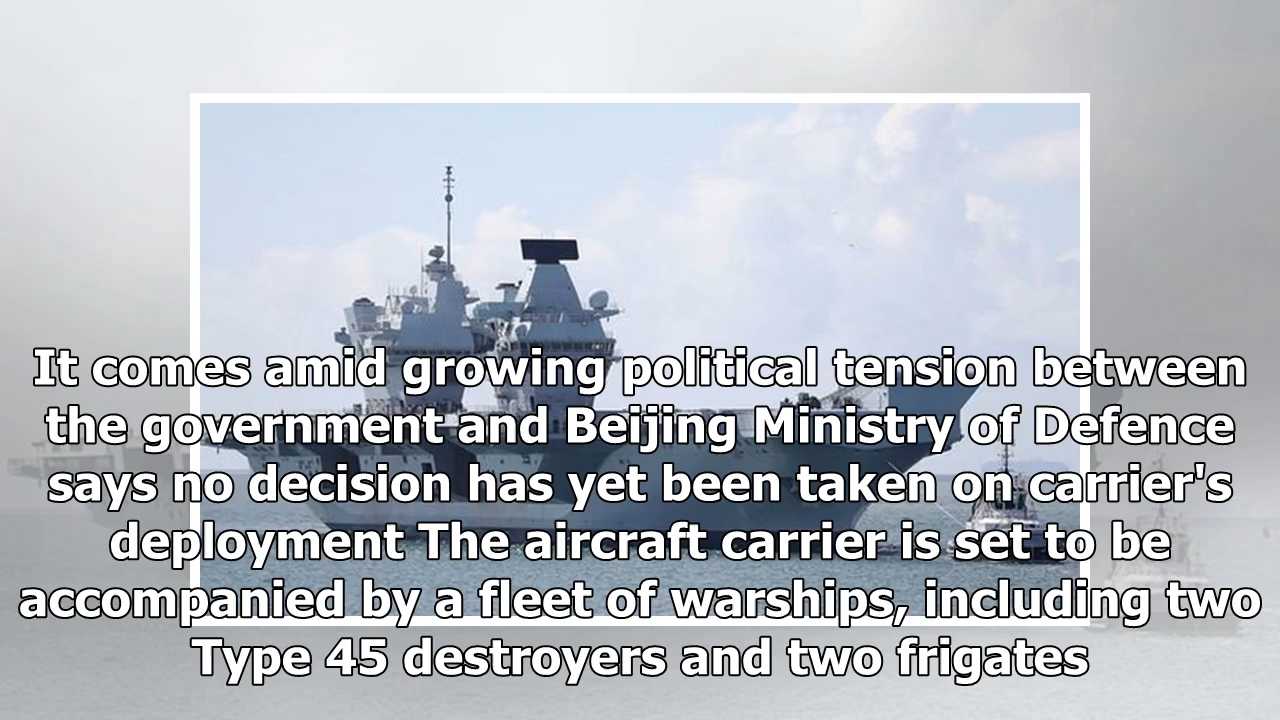 It comes amid growing political tension between
the government and Beijing Ministry of Defence
says no decision has yet been taken on carrier's
deployment The aircraft carrier is set to be
accompanied by a fleet of warships, including two
Type 45 destroyers and two frigates